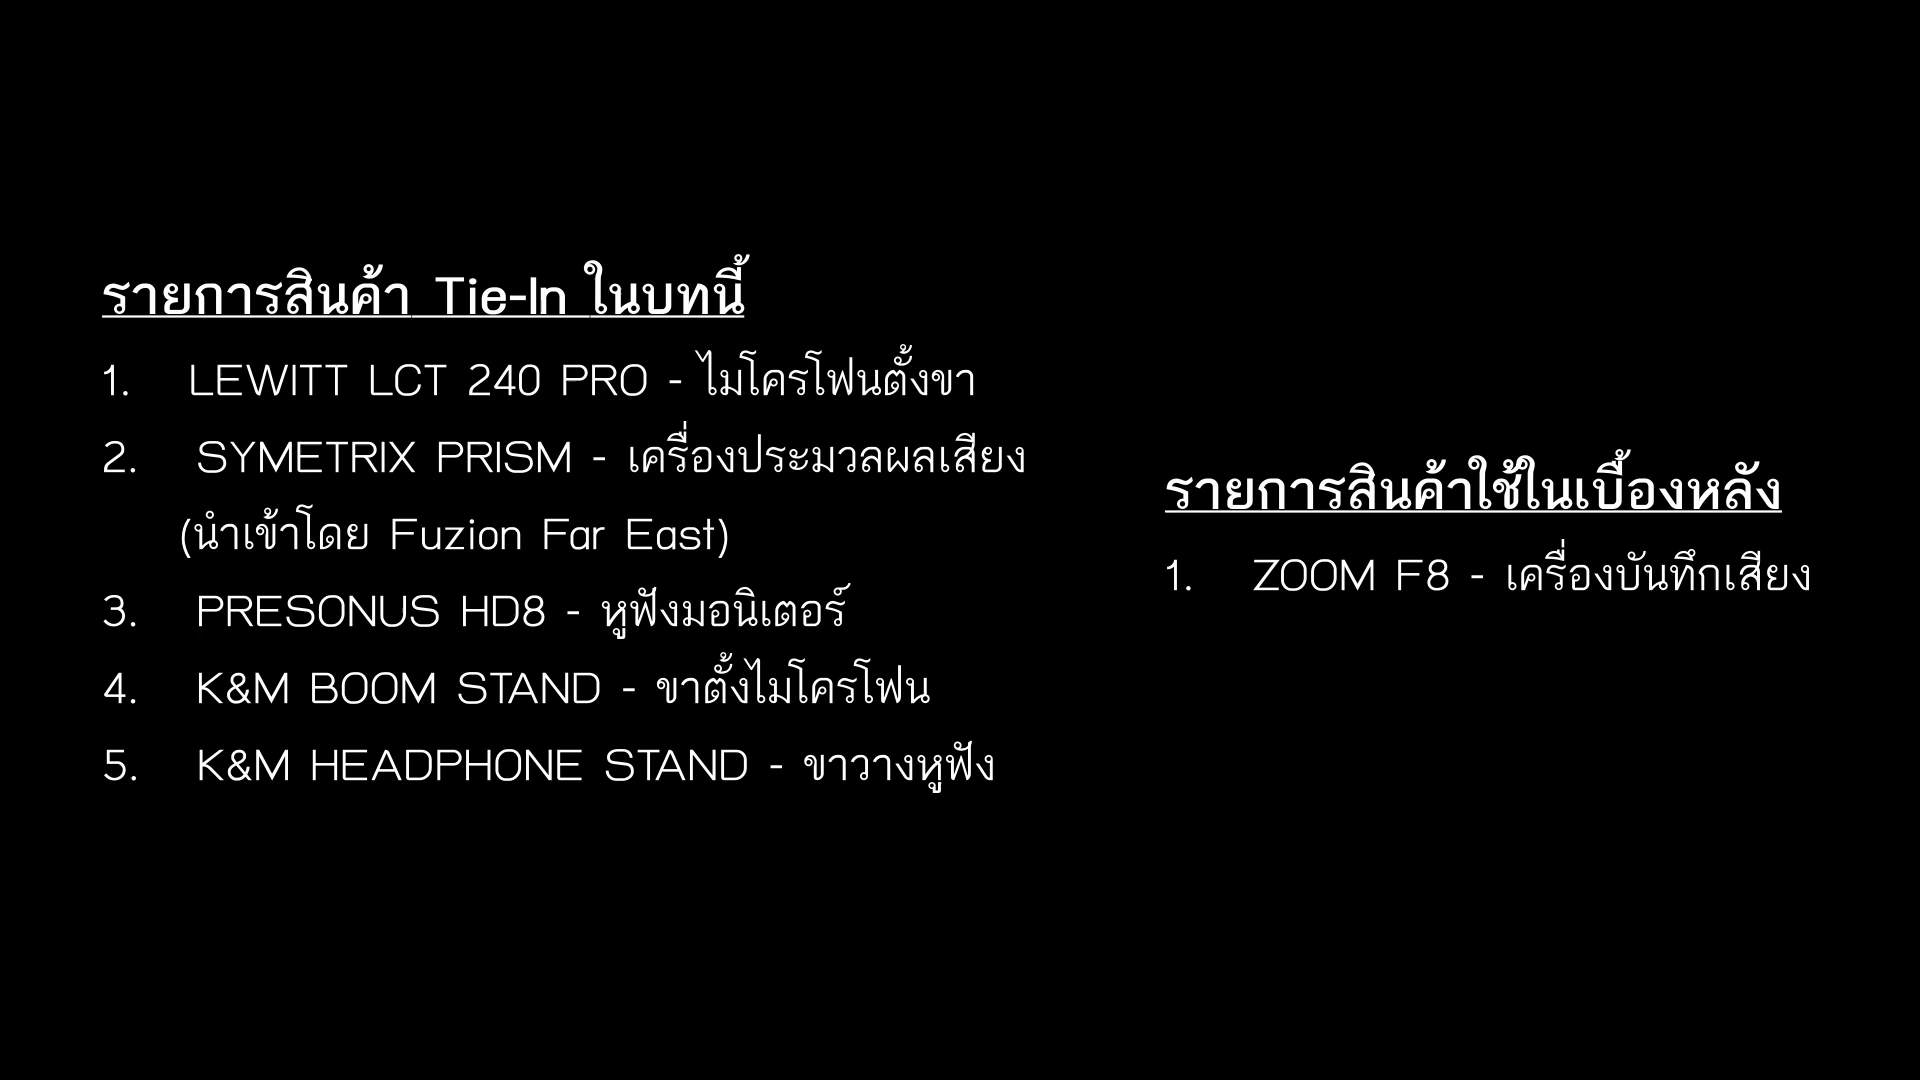 รายการสินค้า Tie-In ในบทนี้
1. LEWITT LCT 240 PRO - ไมโครโฟนตั้งขา
2. SYMETRIX PRISM - เครื่องประมวลผลเสียง
(นำเข้าโดย Fuzion Far East)
3. PRESONUS HD8 - หูฟังมอนิเตอร์
4. K&M BOOM STAND - ขาตั้งไมโครโฟน
5. K&M HEADPHONE STAND - ขาวางหูฟัง
รายการสินค้าใช้ในเบื้องหลัง
1. ZOOM F8 - เครื่องบันทึกเสียง